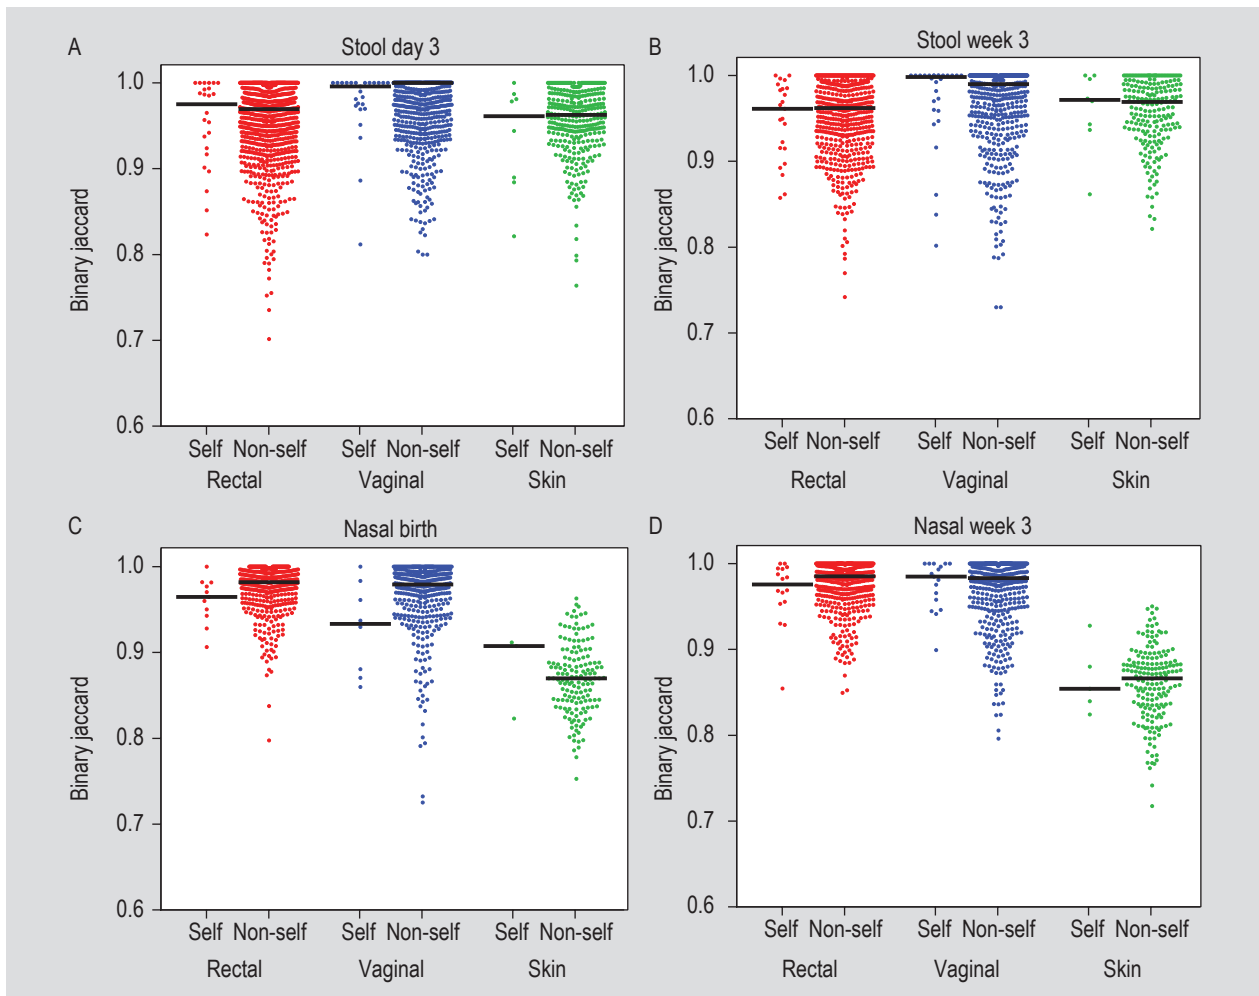 A
Stool day 3
Binary jaccard
1.0
0.9
0.8
0.7
0.6
Self Non-self Self Non-self Self Non-self
Rectal Vaginal Skin
B
Stool week 3
Binary jaccard
1.0
0.9
0.8
0.7
0.6
Self Non-self Self Non-self Self Non-self
Rectal Vaginal Skin
C
Nasal birth
Binary jaccard
1.0
0.9
0.8
0.7
0.6
Self Non-self Self Non-self Self Non-self
Rectal Vaginal Skin
D
Nasal week 3
Binary jaccard
1.0
0.9
0.8
0.7
0.6
Self Non-self Self Non-self Self Non-self
Rectal Vaginal Skin